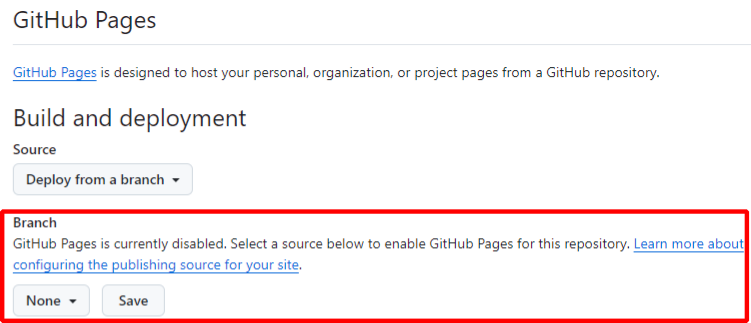 GitHub Pages
GitHub Pages is designed to host your personal, organization, or project pages from a GitHub repository.
Build and deployment
Source
Deploy from a branch
Branch
GitHub Pages is currently disabled. Select a source below to enable GitHub Pages for this repository. Learn more about
configuring the publishing source for your site.
None Save